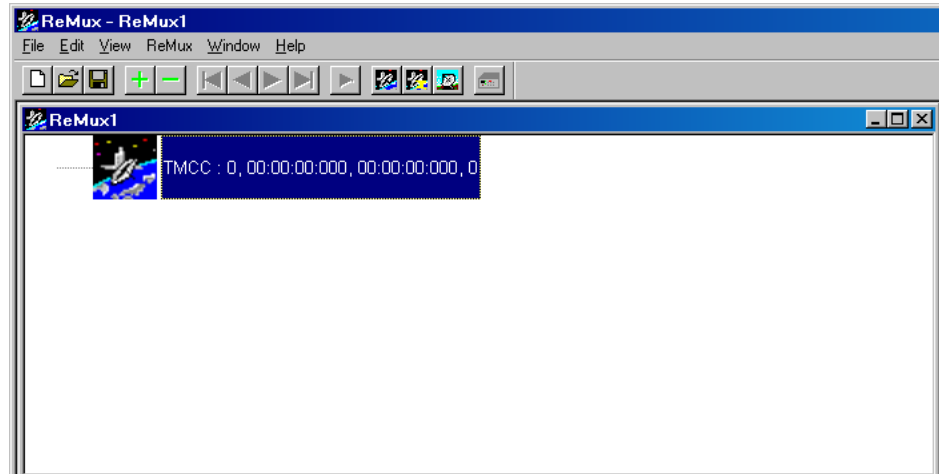 ReMux - ReMux1
File Edit View ReMux Window Help
ReMux1
TMCC : 0, 00:00:00:000, 00:00:00:000, 0